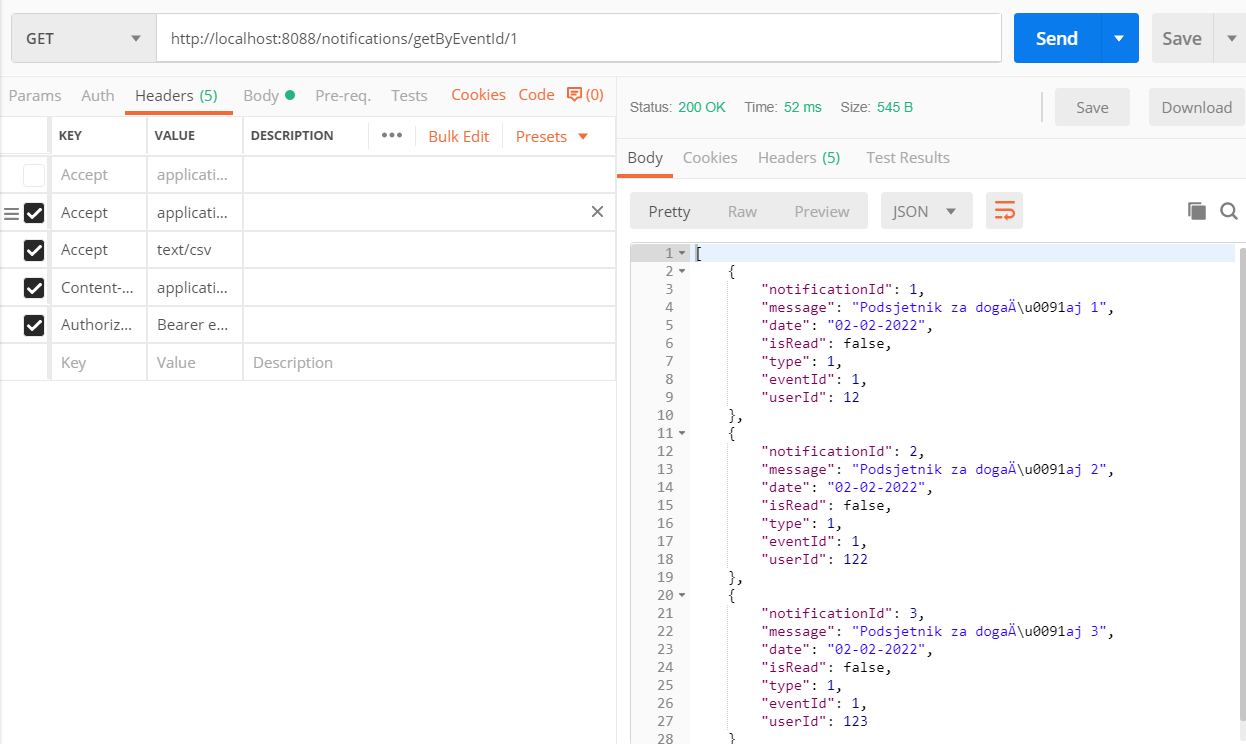 GET http://localhost:8088/notifications/getByEventId/1 Send Save
Params Auth Headers (5) Body Pre-req. Tests Cookies Code (0)
KEY VALUE DESCRIPTION ••• Bulk Edit Presets
Accept applicati...
Accept applicati...
Accept text/csv
Content-... applicati...
Authoriz... Bearer e...
Key Value Description
Status: 200 OK Time: 52 ms Size: 545 B Save Download
Body Cookies Headers (5) Test Results
Pretty Raw Preview JSON
1 [
2 {
3 "notificationId": 1,
4 "message": "Podsjetnik za dogaÄ\u0091aj 1",
5 "date": "02-02-2022",
6 "isRead": false,
7 "type": 1,
8 "eventId": 1,
9 "userId": 12
10 },
11 {
12 "notificationId": 2,
13 "message": "Podsjetnik za dogaÄ\u0091aj 2",
14 "date": "02-02-2022",
15 "isRead": false,
16 "type": 1,
17 "eventId": 1,
18 "userId": 122
19 },
20 {
21 "notificationId": 3,
22 "message": "Podsjetnik za dogaÄ\u0091aj 3",
23 "date": "02-02-2022",
24 "isRead": false,
25 "type": 1,
26 "eventId": 1,
27 "userId": 123
28 }